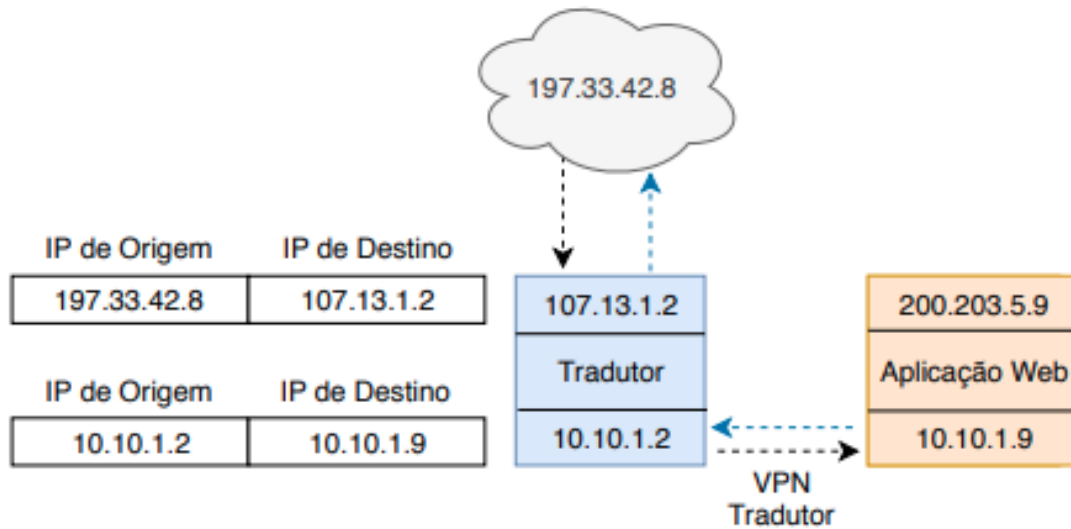 197.33.42.8
IP de Origem IP de Destino
197.33.42.8 107.13.1.2
IP de Origem IP de Destino
10.10.1.2 10.10.1.9
107.13.1.2
Tradutor
10.10.1.2
VPN
Tradutor
200.203.5.9
Aplicação Web
10.10.1.9